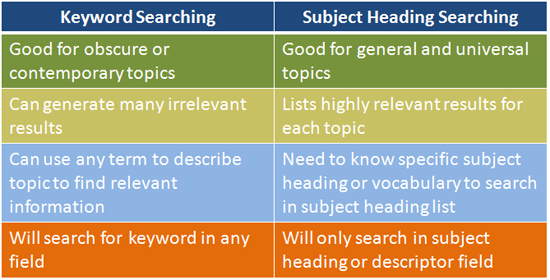 Keyword Searching
Subject Heading Searching
Good for obscure or
contemporary topics
Good for general and universal
topics
Can generate many irrelevant
results
Lists highly relevant results for
each topic
Can use any term to describe
topic to find relevant
information
Need to know specific subject
heading or vocabulary to search
in subject heading list
Will search for keyword in any
field
Will only search in subject
heading or descriptor field